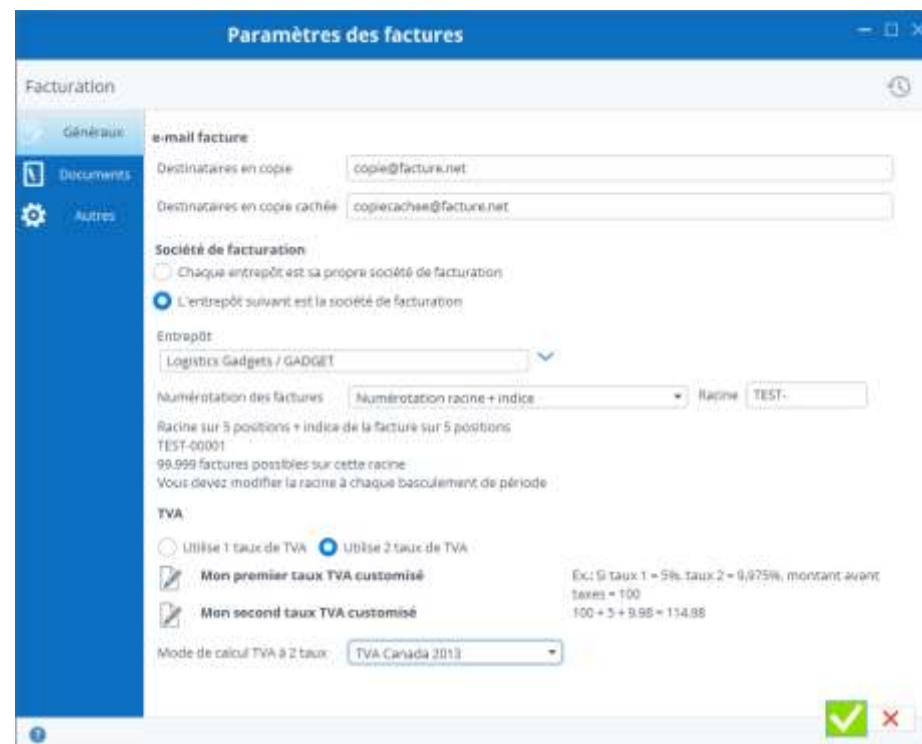 Paramètres des factures
Facturation
Généraux
Documents
Autres
e-mail facture
Destinataires en copie copie@facture.net
Destinataires en copie cachée copiecachee@facture.net
Société de facturation
Chaque entrepôt est sa propre société de facturation
L'entrepôt suivant est la société de facturation
Entrepôt
Logistics Gadgets / GADGET
Numérotation des factures Numérotation racine + indice Racine TEST-
Racine sur 5 positions + indice de la facture sur 5 positions
TEST-00001
99.999 factures possibles sur cette racine
Vous devez modifier la racine à chaque basculement de période
TVA
Utilise 1 taux de TVA Utilise 2 taux de TVA
Mon premier taux TVA customisé
Mon second taux TVA customisé
Ex.: Si taux 1 = 5%, taux 2 = 9,975%, montant avant
taxes = 100
100 + 5 + 9.98 = 114.98
Mode de calcul TVA à 2 taux TVA Canada 2013